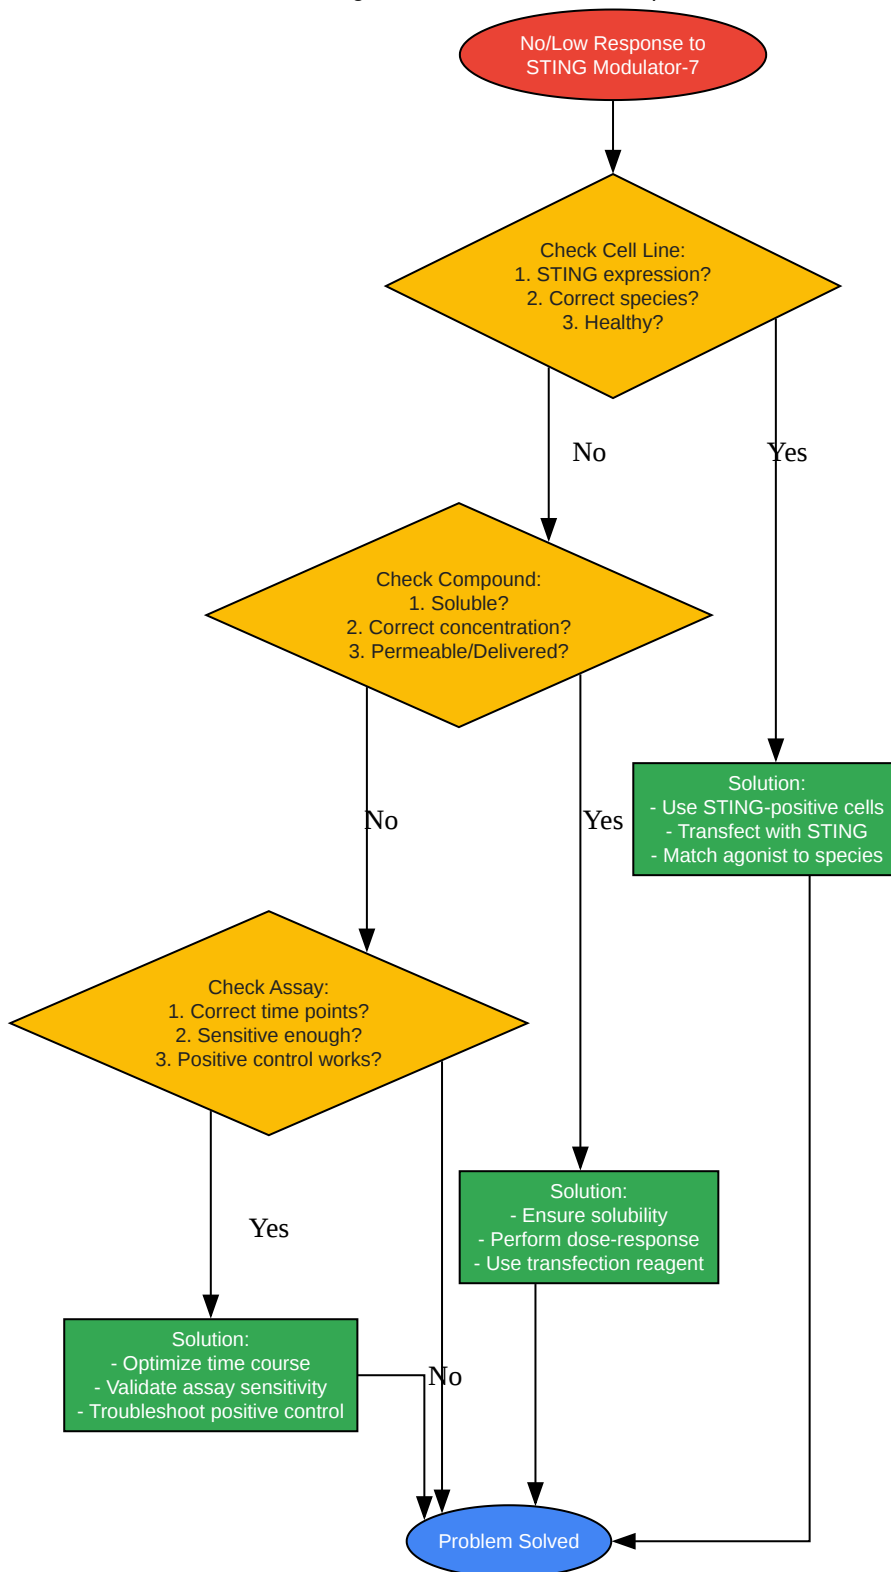 No/Low Response to
STING Modulator-7
Check Cell Line:
1. STING expression?
2. Correct species?
3. Healthy?
No
Yes
Check Compound:
1. Soluble?
2. Correct concentration?
3. Permeable/Delivered?
No
Yes
Solution:
- Use STING-positive cells
- Transfect with STING
- Match agonist to species
Check Assay:
1. Correct time points?
2. Sensitive enough?
3. Positive control works?
Yes
Solution:
- Ensure solubility
- Perform dose-response
- Use transfection reagent
Solution:
- Optimize time course
- Validate assay sensitivity
- Troubleshoot positive control
No
Problem Solved